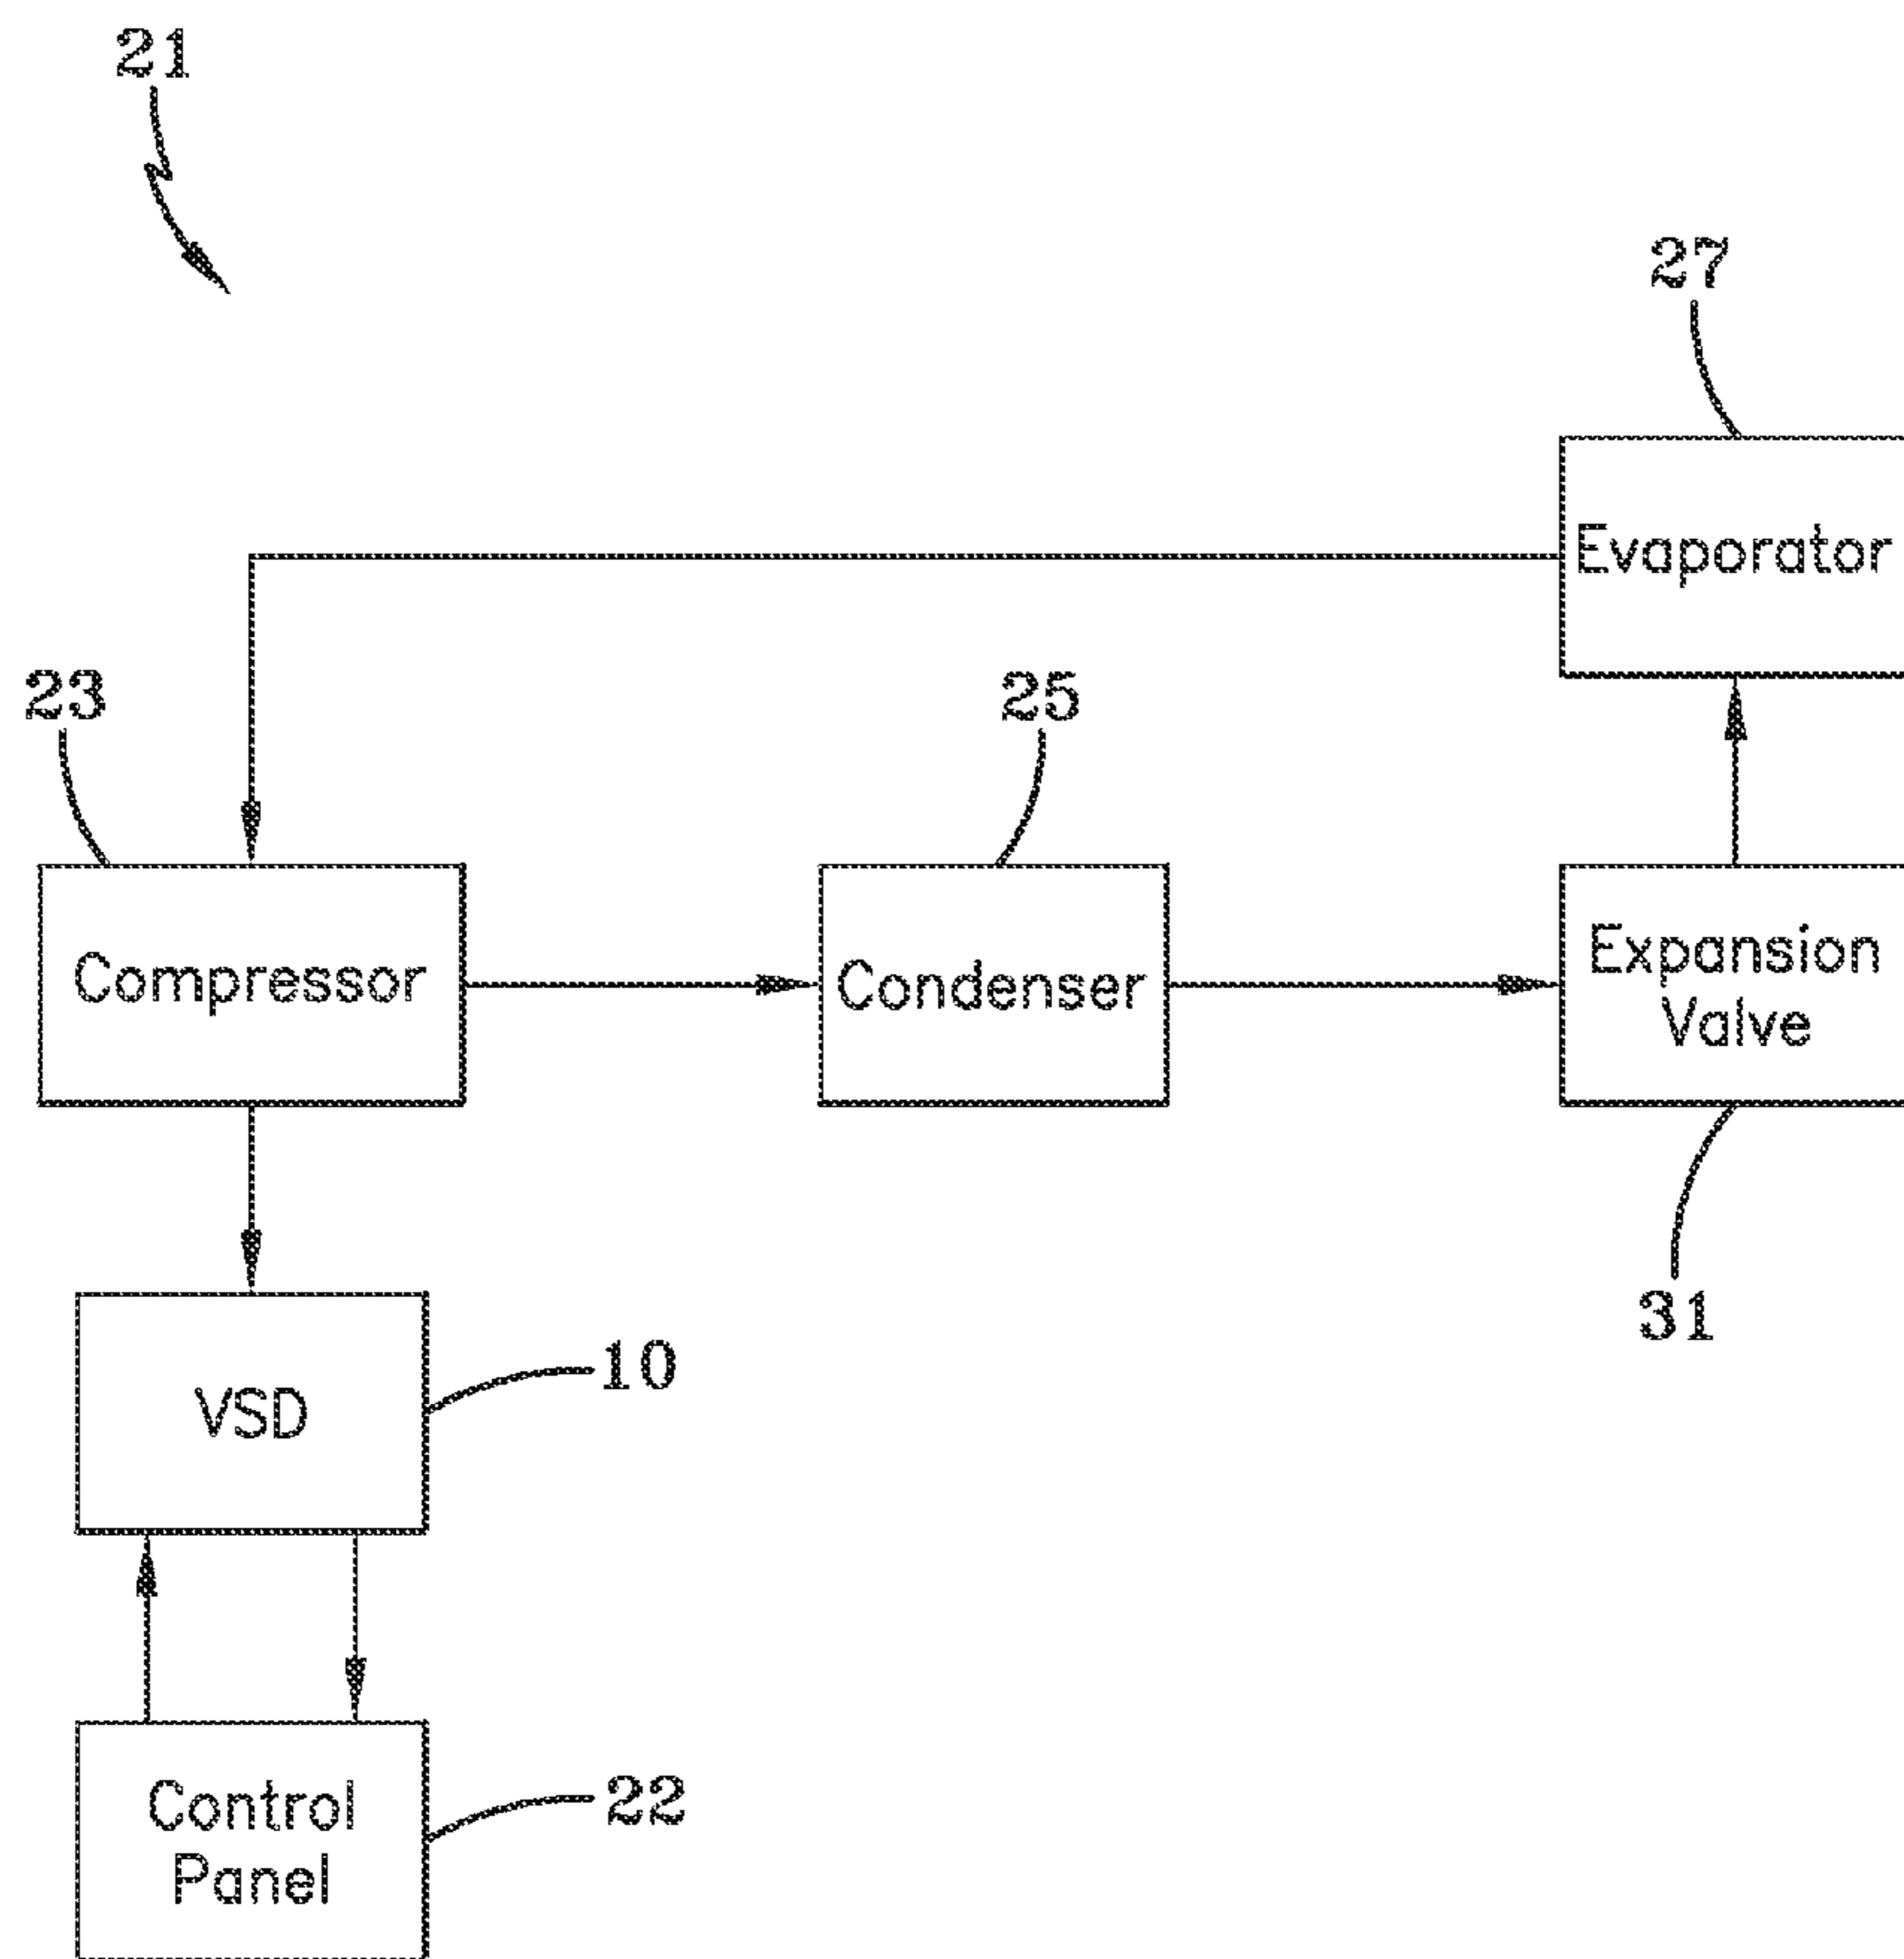 21
27
Evaporator
23
25
Compressor
Condenser
Expansion
Valve
31
VSD
10
Control
Panel
22